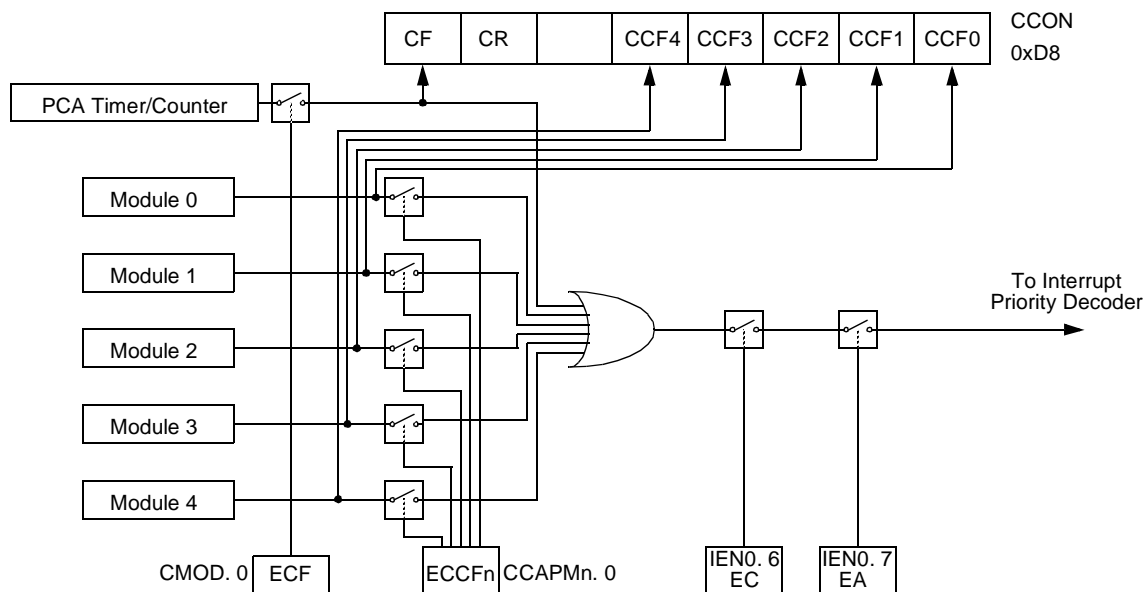 CF CR CCF4 CCF3 CCF2 CCF1 CCF0 CCON
0xD8
PCA Timer/Counter
Module 0
Module 1
Module 2
Module 3
Module 4
To Interrupt
Priority Decoder
CMOD. 0 ECF
ECCFn CCAPMn. 0
IEN0. 6
EC
IEN0. 7
EA